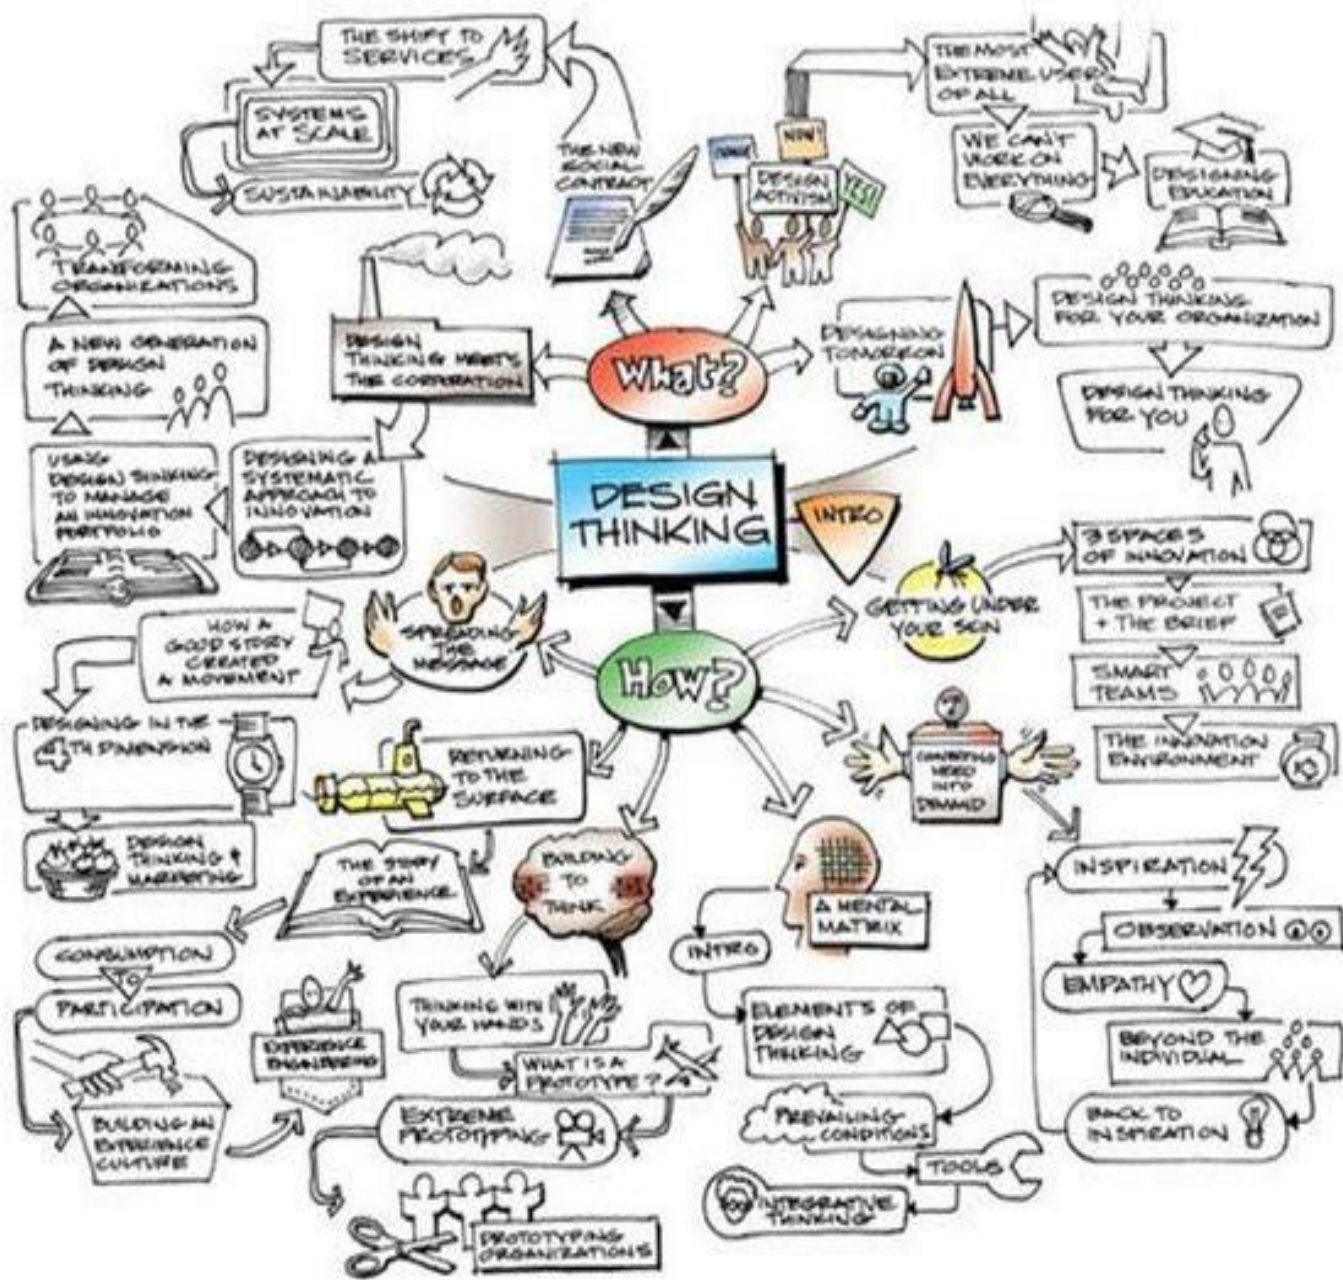 THE SHIFT TO
SERVICES
SYSTEMS
AT SCALE
SUSTAINABILITY
THE NEW
SOCIAL
CONTRACT
NOW!
DESIGN
ACTIVISM
YES!
THE MOST
EXTREME USERS
OF ALL
WE CAN'T
WORK ON
EVERYTHING
DESIGNING
EDUCATION
TRANSFORMING
ORGANIZATIONS
A NEW GENERATION
OF DESIGN
THINKING
USING
DESIGN THINKING
TO MANAGE
AN INNOVATION
PORTFOLIO
DESIGNING A
SYSTEMATIC
APPROACH TO
INNOVATION
DESIGN
THINKING MEETS
THE CORPORATION
What?
DESIGNING
TOMORROW
DESIGN THINKING
FOR YOUR ORGANIZATION
DESIGN THINKING
FOR YOU
DESIGN
THINKING
INTRO
How?
GETTING UNDER
YOUR SKIN
3 SPACES
OF INNOVATION
THE PROJECT
+ THE BRIEF
SMART
TEAMS
THE INNOVATION
ENVIRONMENT
SPREADING
THE
MESSAGE
HOW A
GOOD STORY
CREATED
A MOVEMENT
DESIGNING IN THE
4TH DIMENSION
DESIGN
THINKING &
MARKETING
RETURNING
TO THE
SURFACE
THE STORY
OF AN
EXPERIENCE
CONSUMPTION
TO
PARTICIPATION
BUILDING AN
EXPERIENCE
CULTURE
EXPERIENCE
ENGINEERING
BUILDING
TO
THINK
THINKING WITH
YOUR HANDS
WHAT IS A
PROTOTYPE?
EXTREME
PROTOTYPING
PROTOTYPING
ORGANIZATIONS
A MENTAL
MATRIX
INTRO
ELEMENTS OF
DESIGN
THINKING
PREVAILING
CONDITIONS
TOOLS
INTEGRATIVE
THINKING
?
CONVERTING
NEED
INTO
DEMAND
INSPIRATION
OBSERVATION
EMPATHY
BEYOND THE
INDIVIDUAL
BACK TO
INSPIRATION